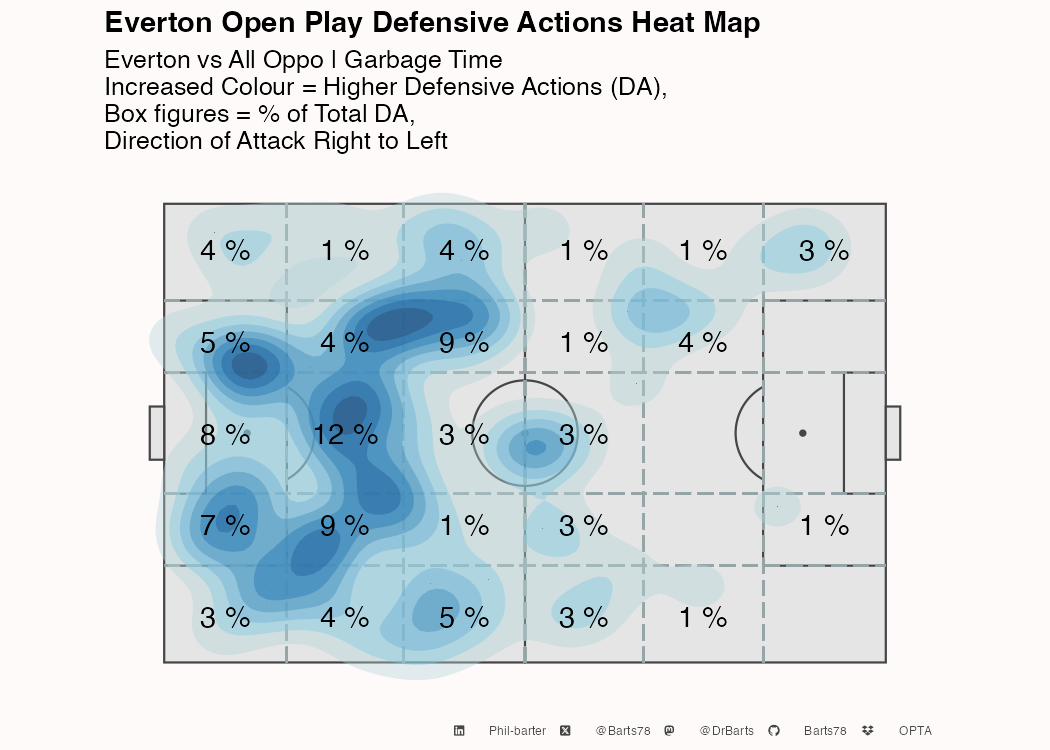 Everton Open Play Defensive Actions Heat Map
Everton vs All Oppo | Garbage Time
Increased Colour = Higher Defensive Actions (DA),
Box figures = % of Total DA,
Direction of Attack Right to Left
4 % 1 % 4 % 1 % 1 % 3 %
5 % 4 % 9 % 1 % 4 %
8 % 12 % 3 % 3 %
7 % 9 % 1 % 3 % 1 %
3 % 4 % 5 % 3 % 1 %
Phil-barter @Barts78 @DrBarts Barts78 OPTA